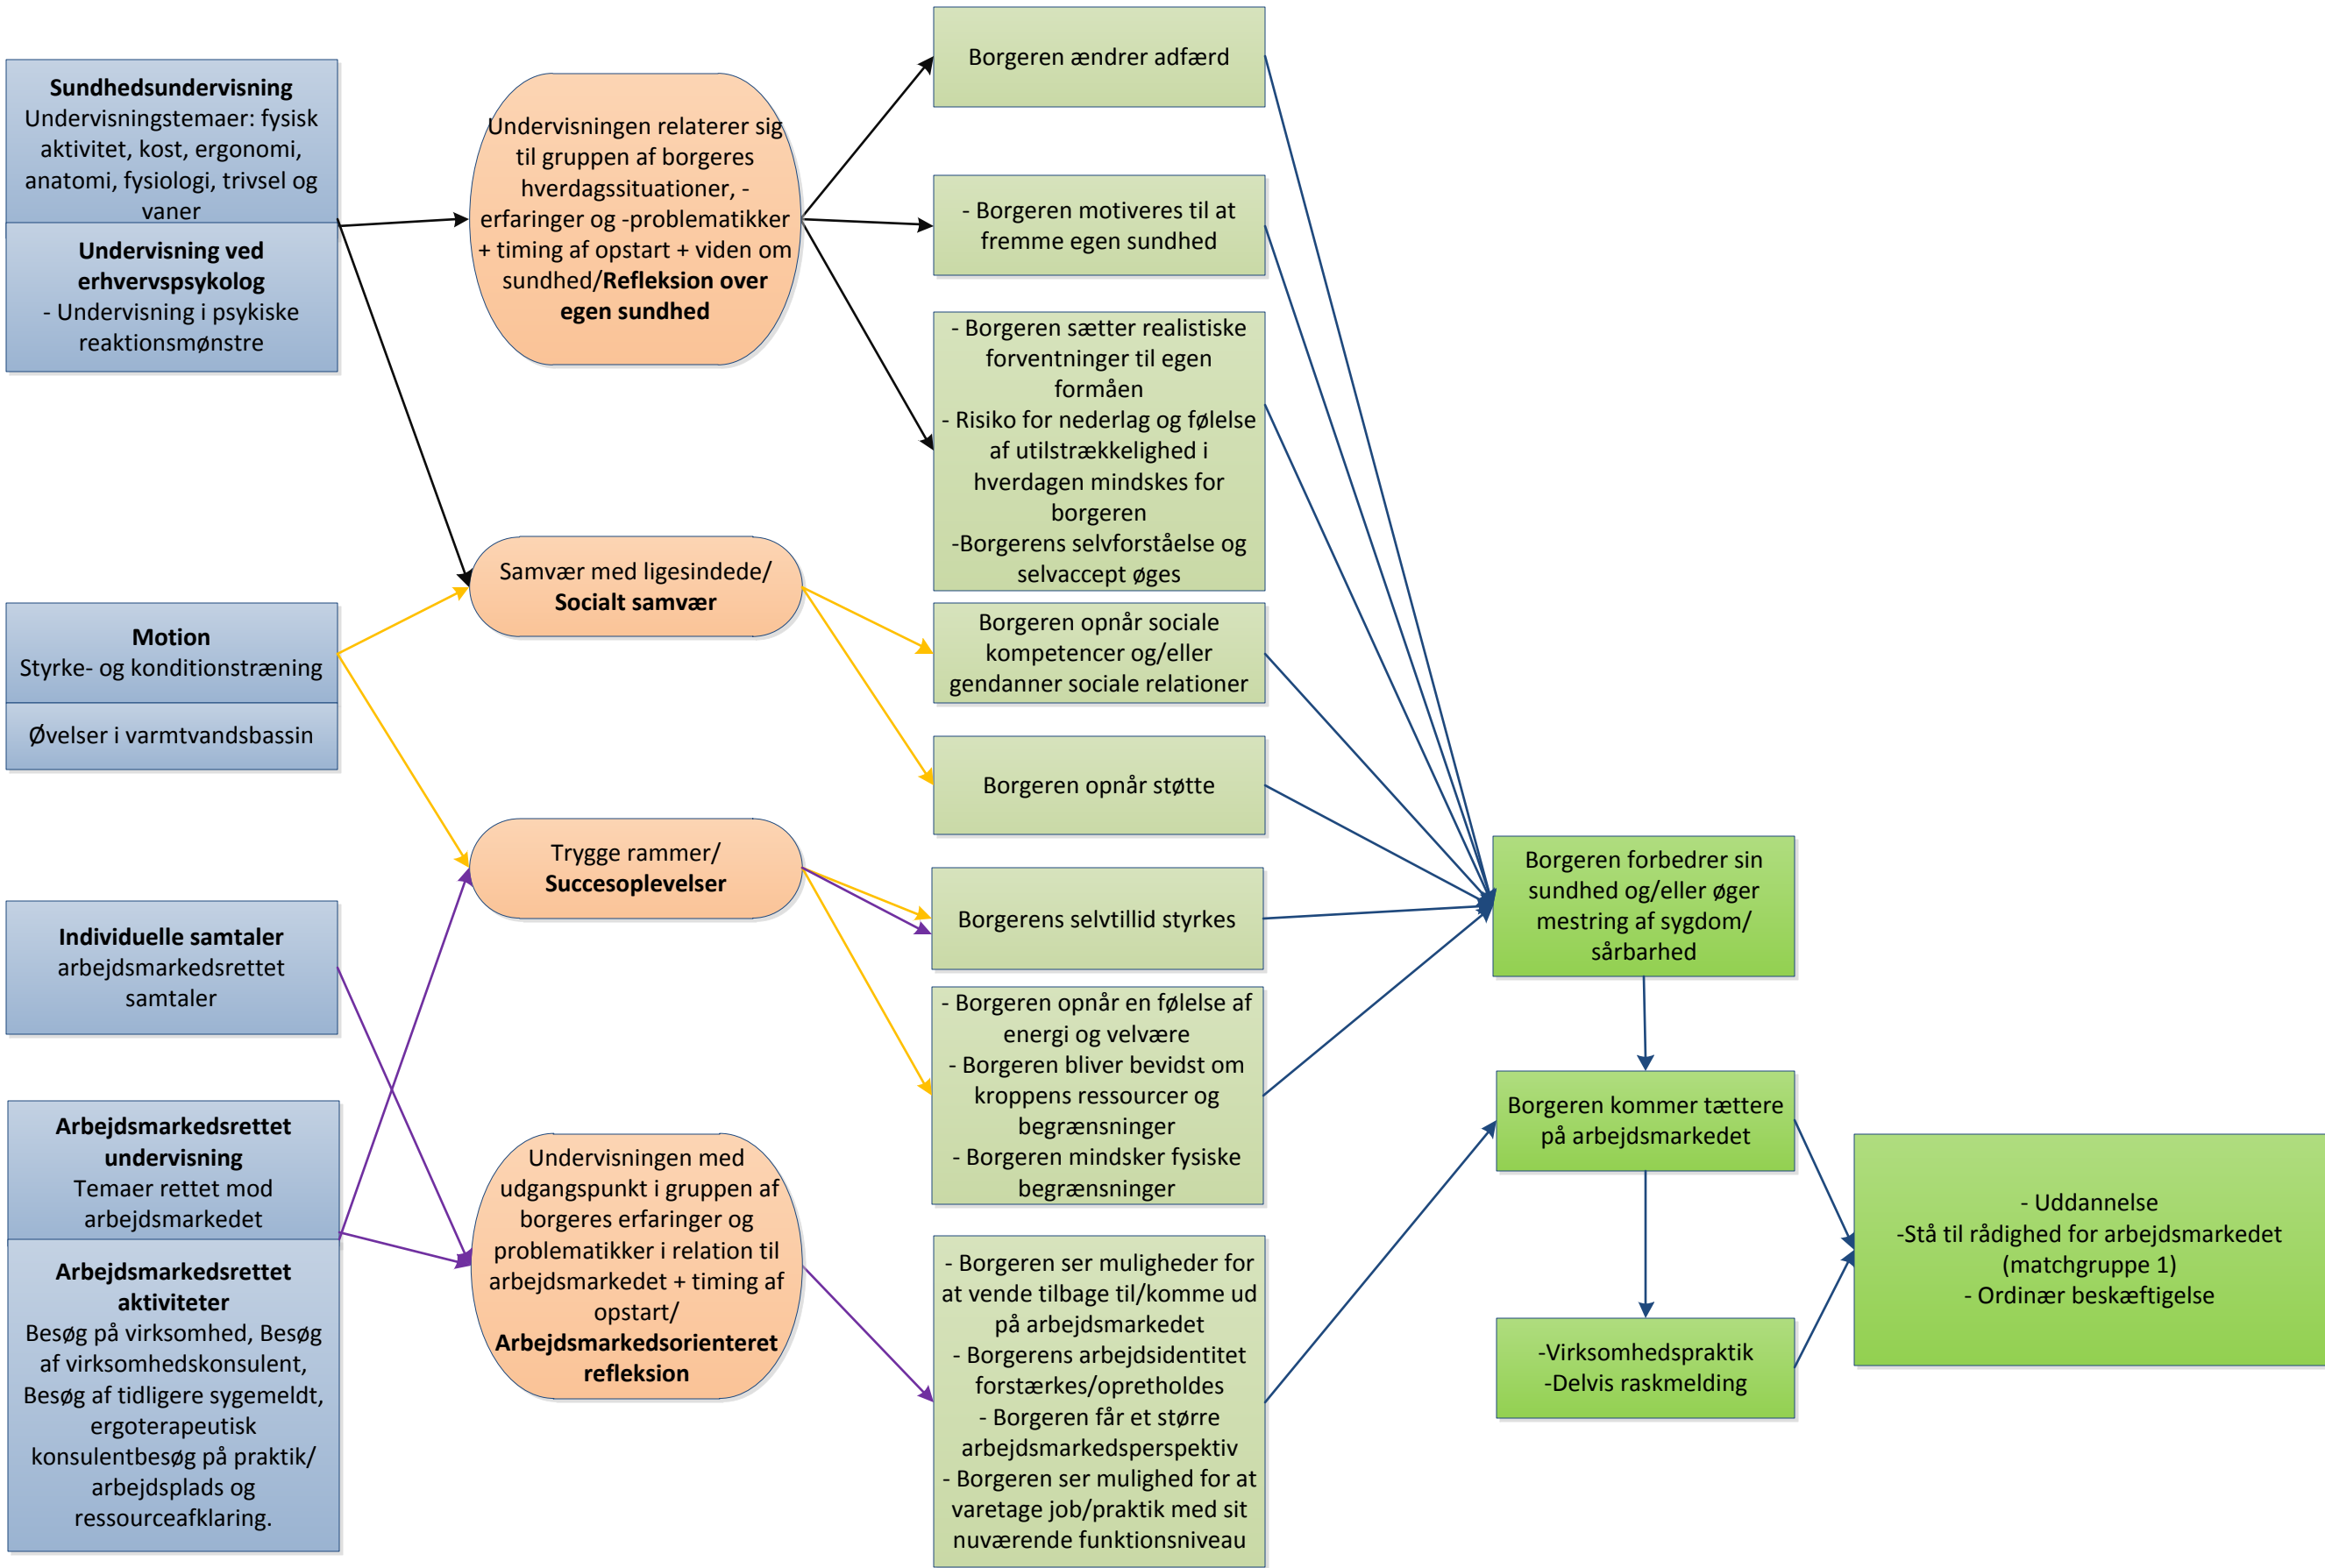 Sundhedsundervisning
Undervisningstemaer: fysisk
aktivitet, kost, ergonomi,
anatomi, fysiologi, trivsel og
vaner
Undervisning ved
erhvervspsykolog
- Undervisning i psykiske
reaktionsmønstre
Motion
Styrke- og konditionstræning
Øvelser i varmtvandsbassin
Individuelle samtaler
arbejdsmarkedsrettet
samtaler
Arbejdsmarkedsrettet
undervisning
Temaer rettet mod
arbejdsmarkedet
Arbejdsmarkedsrettet
aktiviteter
Besøg på virksomhed, Besøg
af virksomhedskonsulent,
Besøg af tidligere sygemeldt,
ergoterapeutisk
konsulentbesøg på praktik/
arbejdsplads og
ressourceafklaring.
Undervisningen relaterer sig
til gruppen af borgeres
hverdagssituationer, -
erfaringer og -problematikker
+ timing af opstart + viden om
sundhed/Refleksion over
egen sundhed
Samvær med ligesindede/
Socialt samvær
Trygge rammer/
Succesoplevelser
Undervisningen med
udgangspunkt i gruppen af
borgeres erfaringer og
problematikker i relation til
arbejdsmarkedet + timing af
opstart/
Arbejdsmarkedsorienteret
refleksion
Borgeren ændrer adfærd
- Borgeren motiveres til at
fremme egen sundhed
- Borgeren sætter realistiske
forventninger til egen
formåen
- Risiko for nederlag og følelse
af utilstrækkelighed i
hverdagen mindskes for
borgeren
-Borgerens selvforståelse og
selvaccept øges
Borgeren opnår sociale
kompetencer og/eller
gendanner sociale relationer
Borgeren opnår støtte
Borgerens selvtillid styrkes
- Borgeren opnår en følelse af
energi og velvære
- Borgeren bliver bevidst om
kroppens ressourcer og
begrænsninger
- Borgeren mindsker fysiske
begrænsninger
- Borgeren ser muligheder for
at vende tilbage til/komme ud
på arbejdsmarkedet
- Borgerens arbejdsidentitet
forstærkes/opretholdes
- Borgeren får et større
arbejdsmarkedsperspektiv
- Borgeren ser mulighed for at
varetage job/praktik med sit
nuværende funktionsniveau
Borgeren forbedrer sin
sundhed og/eller øger
mestring af sygdom/
sårbarhed
Borgeren kommer tættere
på arbejdsmarkedet
-Virksomhedspraktik
-Delvis raskmelding
- Uddannelse
-Stå til rådighed for arbejdsmarkedet
(matchgruppe 1)
- Ordinær beskæftigelse